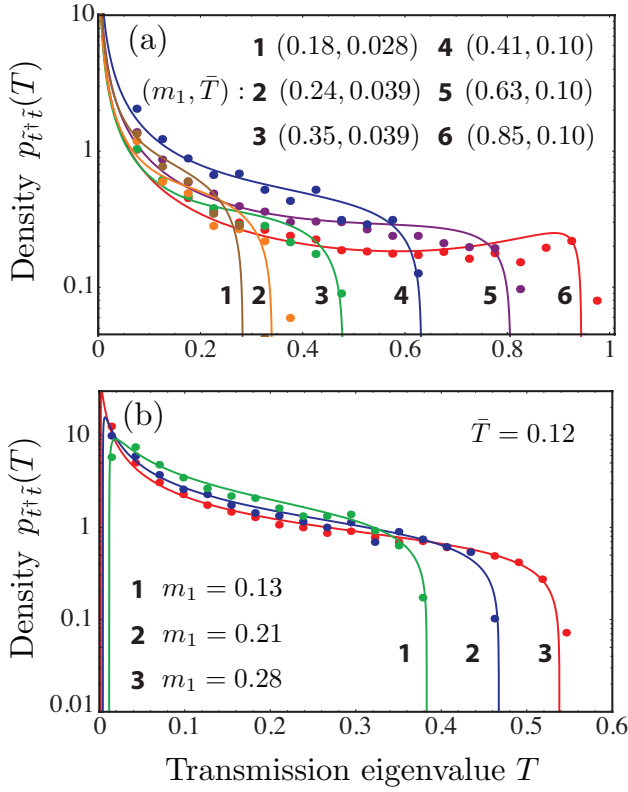 10
(a)
1 (0.18, 0.028) 4 (0.41, 0.10)
(m₁, T̄) : 2 (0.24, 0.039) 5 (0.63, 0.10)
3 (0.35, 0.039) 6 (0.85, 0.10)
Density p_{t̃†t̃}(T)
1
0.1
1 2 3 4 5 6
0 0.2 0.4 0.6 0.8 1
(b)
T̄ = 0.12
Density p_{t̃†t̃}(T)
10
1
0.1
0.01
1 m₁ = 0.13
2 m₁ = 0.21
3 m₁ = 0.28
1 2 3
0 0.1 0.2 0.3 0.4 0.5 0.6
Transmission eigenvalue T